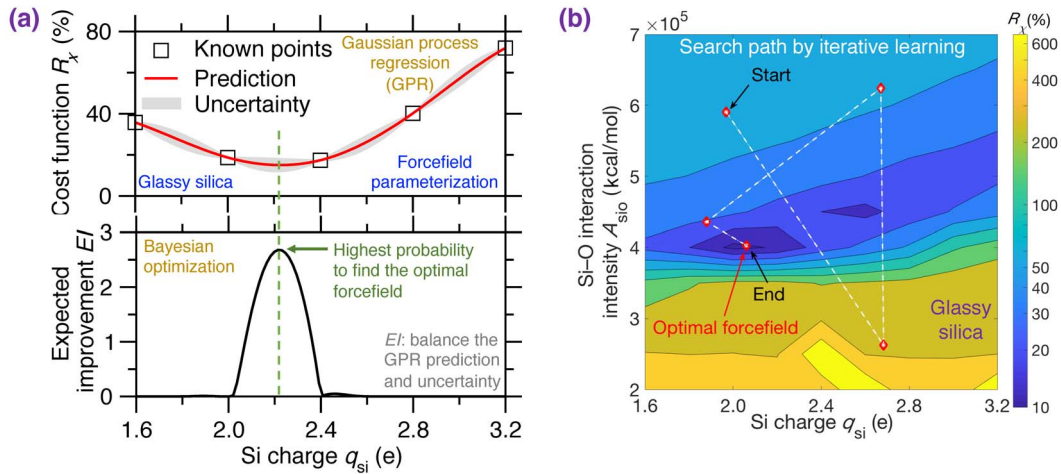 (a)
Cost function Rχ (%)
80
40
0
Known points
Prediction
Uncertainty
Gaussian process
regression
(GPR)
Glassy silica
Forcefield
parameterization
Expected
improvement EI
3
2
1
0
Bayesian
optimization
Highest probability
to find the optimal
forcefield
EI: balance the
GPR prediction
and uncertainty
1.6 2.0 2.4 2.8 3.2
Si charge qsi (e)
(b)
7 ×10⁵
6
5
4
3
2
Si–O interaction
intensity Asio (kcal/mol)
Search path by iterative learning
Start
End
Optimal forcefield
Glassy
silica
1.6 2.0 2.4 2.8 3.2
Si charge qsi (e)
Rχ(%)
600
400
200
100
80
60
50
40
30
20
10